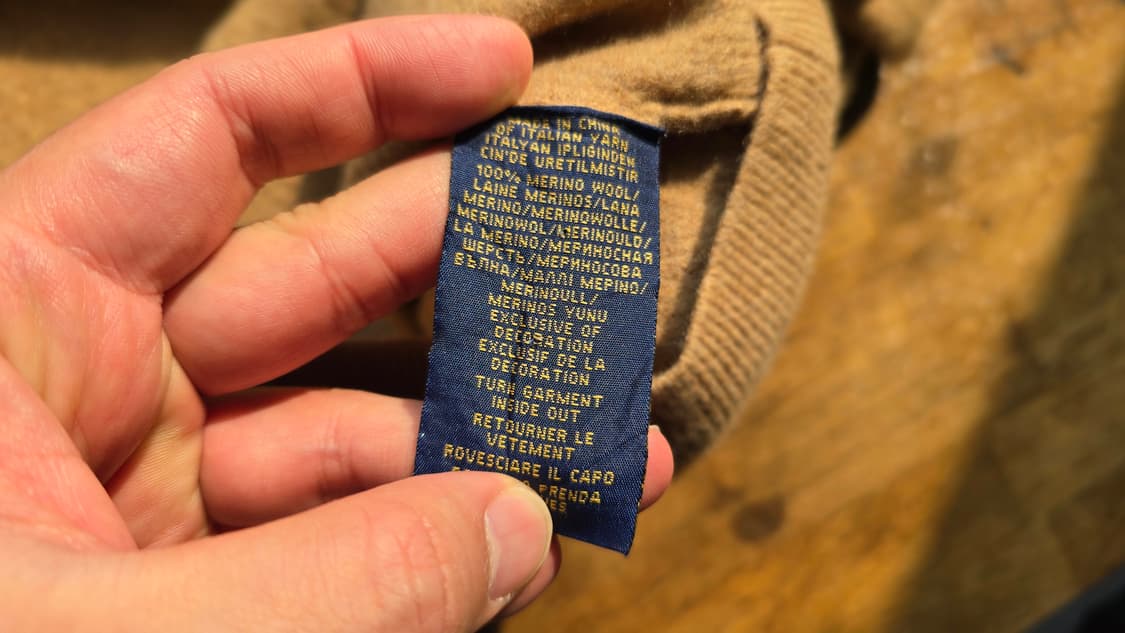 MADE IN CHINA
OF ITALIAN YARN
ITALYAN IPLIGINDEN
CIN'DE URETILMISTIR
100% MERINO WOOL/
LAINE MERINOS/LANA
MERINO/MERINOWOLLE/
MERINOWOL/MERINOULD/
LA MERINO/МЕРИНОСНАЯ
ШЕРСТЬ/МЕРИНОСОВА
ВЪЛНА/ΜΑΛΛΙ ΜΕΡΙΝΟ/
MERINOULL/
MERINOS YUNU
EXCLUSIVE OF
DECORATION
EXCLUSIF DE LA
DECORATION
TURN GARMENT
INSIDE OUT
RETOURNER LE
VETEMENT
ROVESCIARE IL CAPO
PRENDA